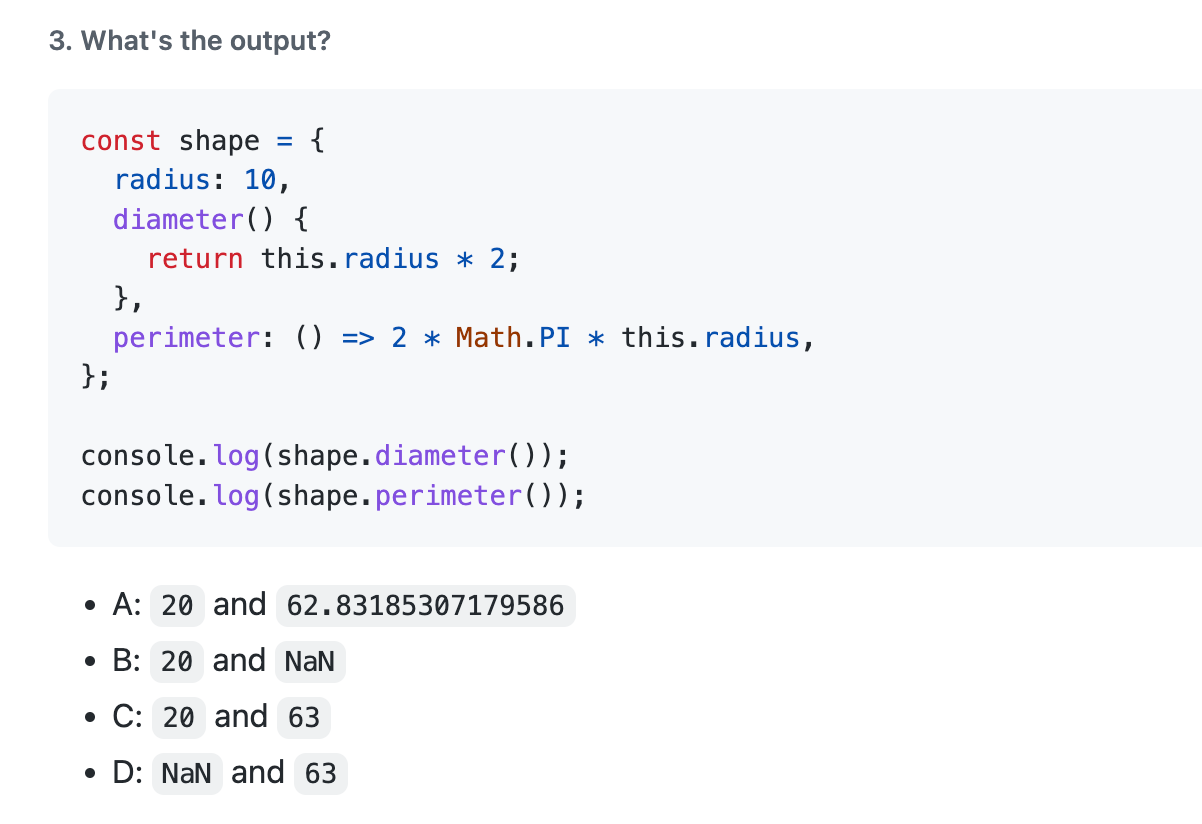 3. What's the output?
const shape = {
  radius: 10,
  diameter() {
    return this.radius * 2;
  },
  perimeter: () => 2 * Math.PI * this.radius,
};

console.log(shape.diameter());
console.log(shape.perimeter());
• A: 20 and 62.83185307179586
• B: 20 and NaN
• C: 20 and 63
• D: NaN and 63